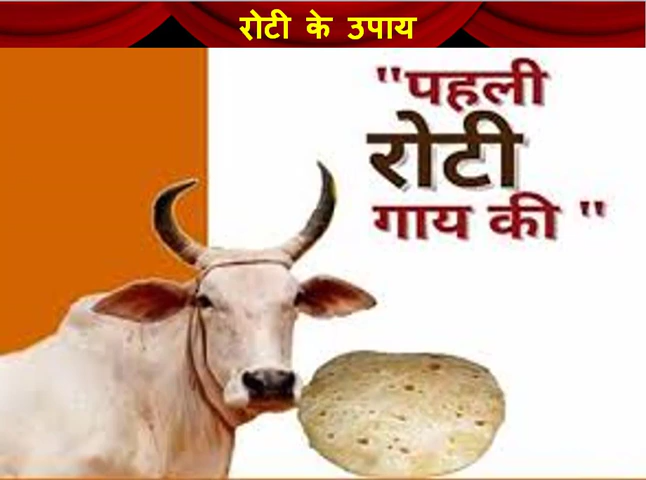 रोटी के उपाय
"पहली
रोटी
गाय की "